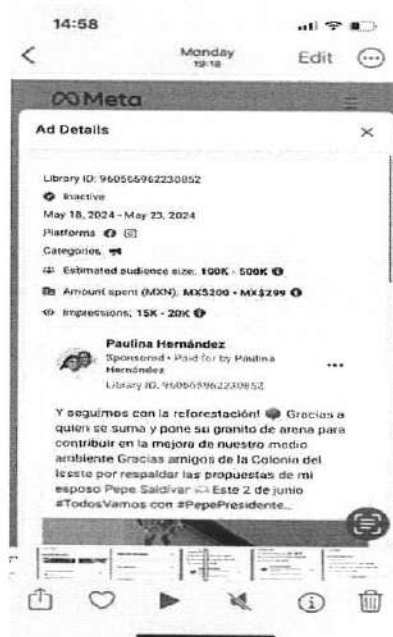 14:58
Monday
19:18
Edit
Meta
Ad Details
Library ID: 960565962230852
Inactive
May 18, 2024 - May 23, 2024
Platforms
Categories
Estimated audience size: 100K - 500K
Amount spent (MXN): MX$200 - MX$299
Impressions: 15K - 20K
Paulina Hernández
Sponsored • Paid for by Paulina
Hernández
Library ID: 960565962230852
Y seguimos con la reforestación! Gracias a
quien se suma y pone su granito de arena para
contribuir en la mejora de nuestro medio
ambiente Gracias amigos de la Colonia del
Issste por respaldar las propuestas de mi
esposo Pepe Saldívar Este 2 de junio
#TodosVamos con #PepePresidente...